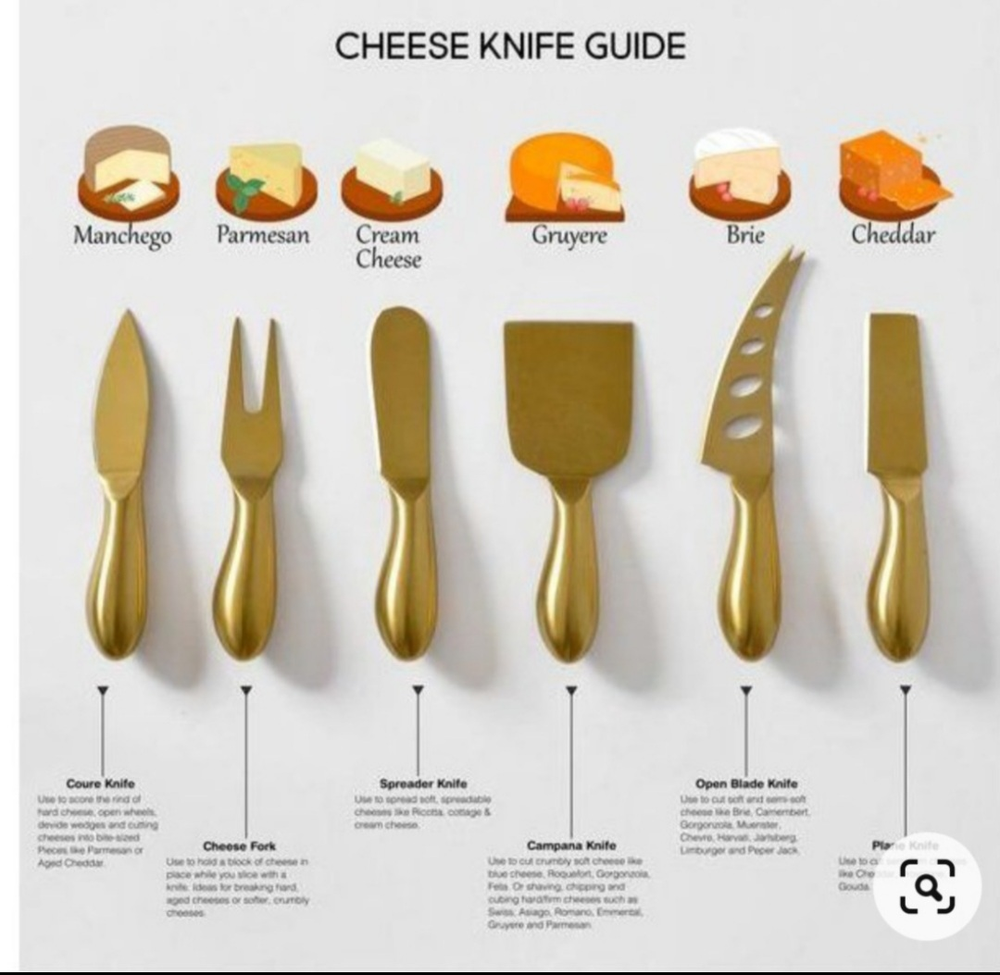 CHEESE KNIFE GUIDE
Manchego
Parmesan
Cream
Cheese
Gruyere
Brie
Cheddar
Coure Knife
Use to score the rind of
hard cheese, open wheels,
devide wedges and cutting
cheeses into bite-sized
Pieces like Parmesan or
Aged Cheddar.
Cheese Fork
Use to hold a block of cheese in
place while you slice with a
knife. Ideas for breaking hard,
aged cheeses or softer, crumbly
cheeses.
Spreader Knife
Use to spread soft, spreadable
cheeses like Ricotta, cottage &
cream cheese.
Campana Knife
Use to cut crumbly soft cheese like
blue cheese, Roquefort, Gorgonzola,
Feta. Or shaving, chipping and
cubing hard/firm cheeses such as
Swiss, Asiago, Romano, Emmental,
Gruyere and Parmesan.
Open Blade Knife
Use to cut soft and semi-soft
cheese like Brie, Camembert,
Gorgonzola, Muenster,
Chevre, Harvati, Jarlsberg,
Limburger and Peper Jack.
Plane Knife
Use to
like
Gouda.